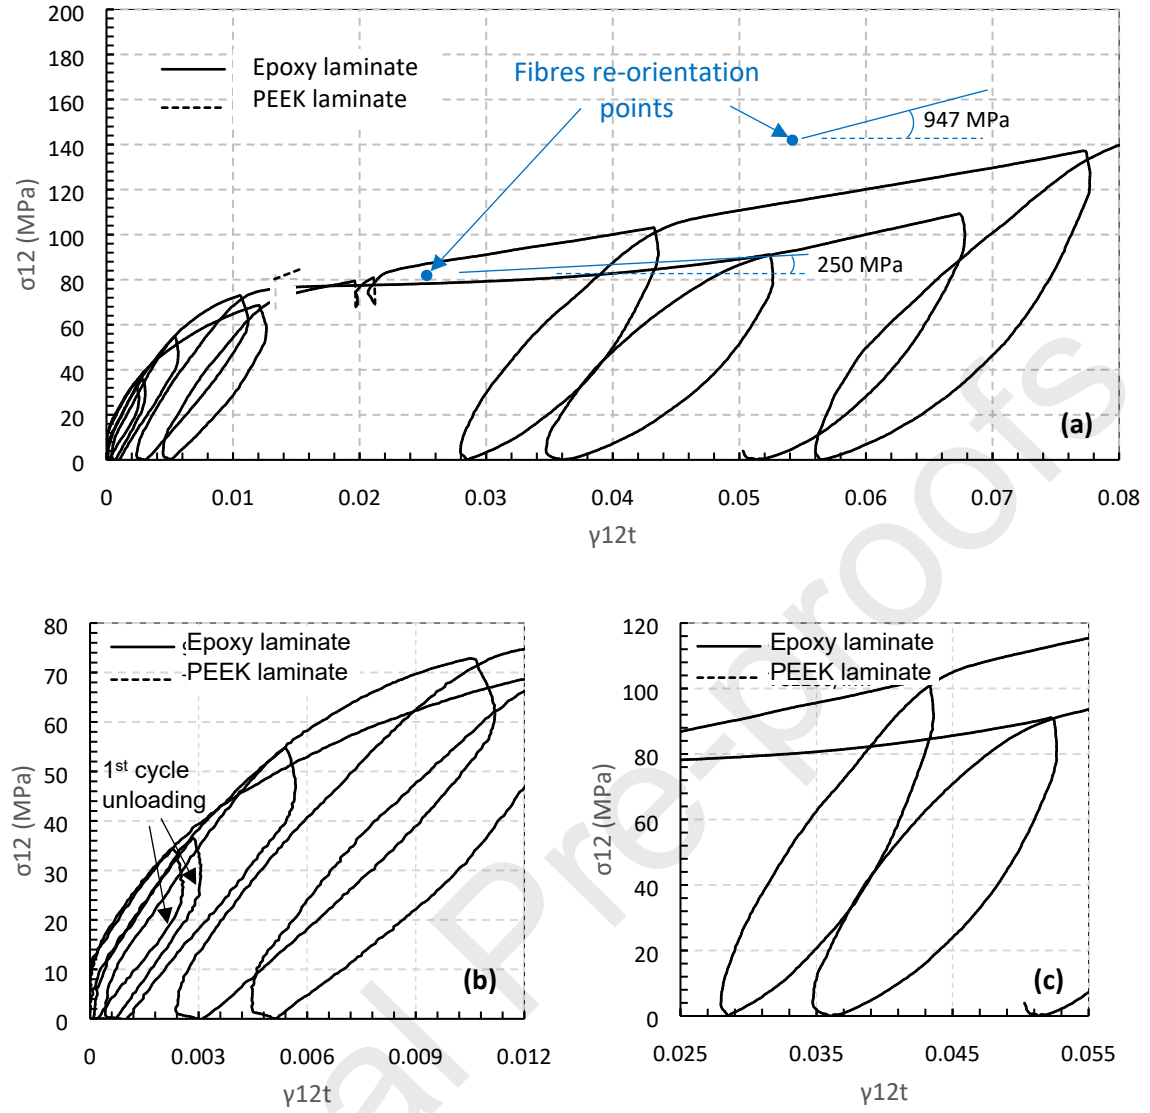 200
180
160
140
120
100
80
60
40
20
0
σ12 (MPa)
Epoxy laminate
PEEK laminate
Fibres re-orientation
points
947 MPa
250 MPa
(a)
0
0.01
0.02
0.03
0.04
0.05
0.06
0.07
0.08
γ12t
80
70
60
50
40
30
20
10
0
σ12 (MPa)
Epoxy laminate
PEEK laminate
1st cycle
unloading
(b)
0
0.003
0.006
0.009
0.012
γ12t
120
100
80
60
40
20
0
σ12 (MPa)
Epoxy laminate
PEEK laminate
(c)
0.025
0.035
0.045
0.055
γ12t
al Pre-proofs